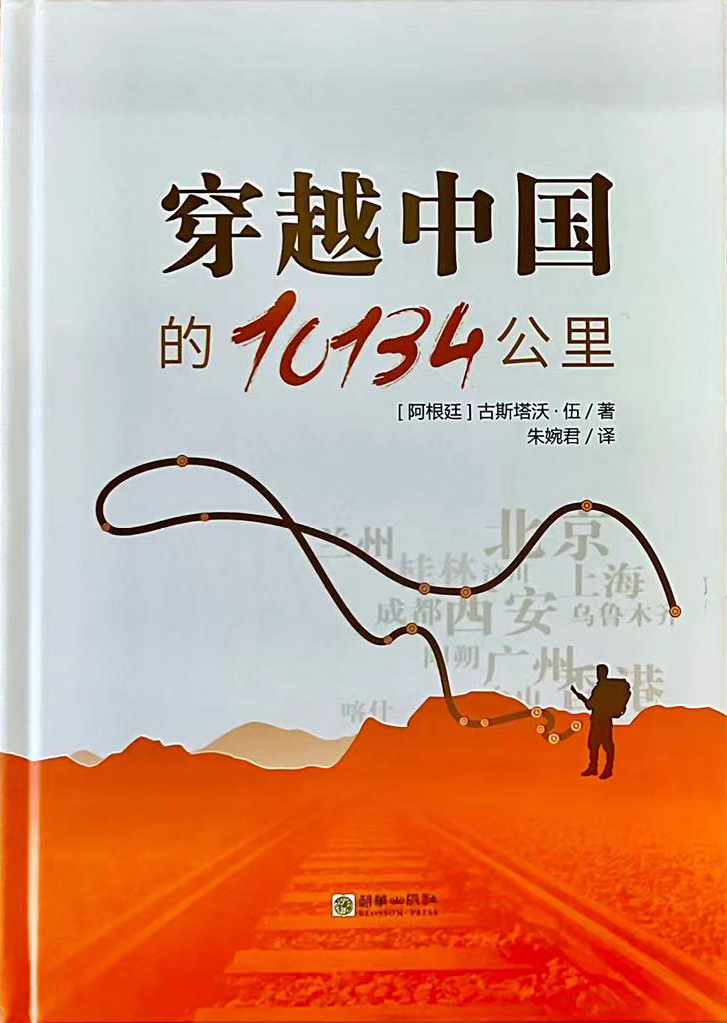 穿越中国
的10134公里
[阿根廷]古斯塔沃·伍/著
朱婉君/译
兰州
北京
桂林
上海
成都
西安
乌鲁木齐
阳朔
广州
香港
喀什
朝华出版社
BLOSSOM PRESS